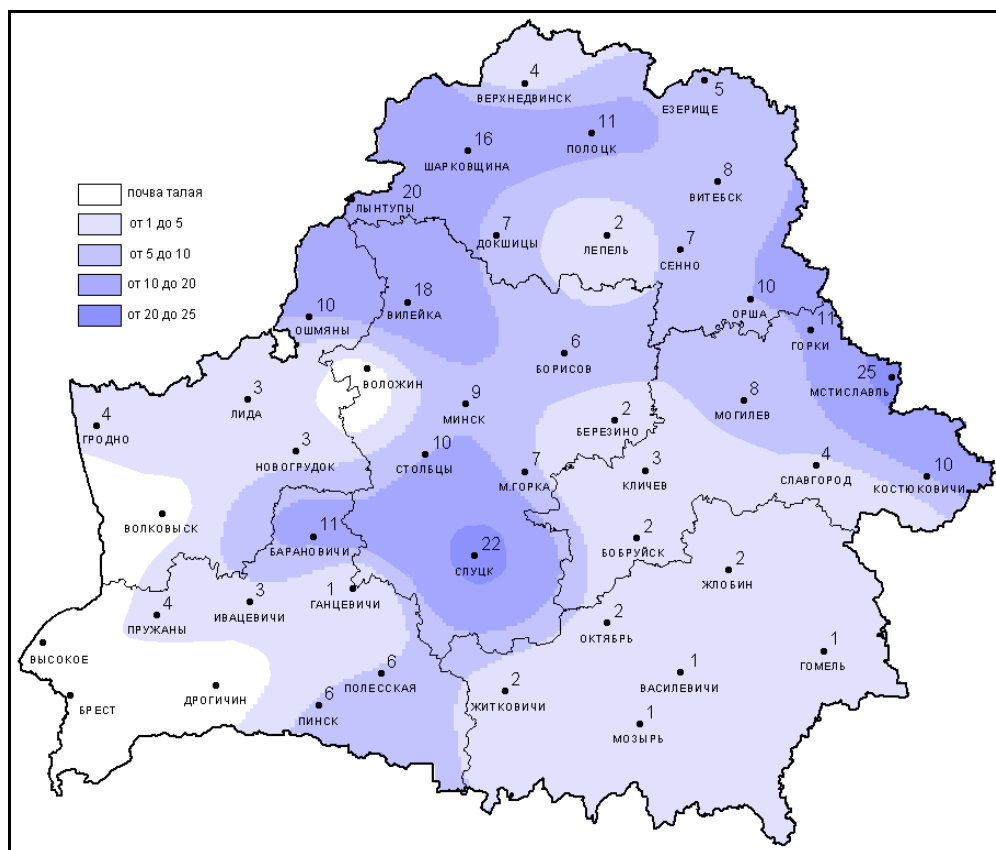 4
ВЕРХНЕДВИНСК
5
ЕЗЕРИЩЕ
11
ПОЛОЦК
16
ШАРКОВЩИНА
8
ВИТЕБСК
почва талая
от 1 до 5
от 5 до 10
от 10 до 20
от 20 до 25
20
ЛЫНТУПЫ
7
ДОКШИЦЫ
2
ЛЕПЕЛЬ
7
СЕННО
10
ОШМЯНЫ
18
ВИЛЕЙКА
10
ОРША
11
ГОРКИ
6
БОРИСОВ
ВОЛОЖИН
25
МСТИСЛАВЛЬ
3
ЛИДА
9
МИНСК
8
МОГИЛЕВ
4
ГРОДНО
2
БЕРЕЗИНО
3
НОВОГРУДОК
10
СТОЛЬЦЫ
7
М.ГОРКА
3
КЛИЧЕВ
4
СЛАВГОРОД
10
КОСТЮКОВИЧИ
ВОЛКОВЫСК
11
БАРАНОВИЧИ
22
СЛУЦК
2
БОБРУЙСК
2
ЖЛОБИН
4
ПРУЖАНЫ
3
ИВАЦЕВИЧИ
1
ГАНЦЕВИЧИ
2
ОКТЯБРЬ
ВЫСОКОЕ
1
ГОМЕЛЬ
БРЕСТ
ДРОГИЧИН
6
ПОЛЕССКАЯ
6
ПИНСК
2
ЖИТКОВИЧИ
1
ВАСИЛЕВИЧИ
1
МОЗЫРЬ